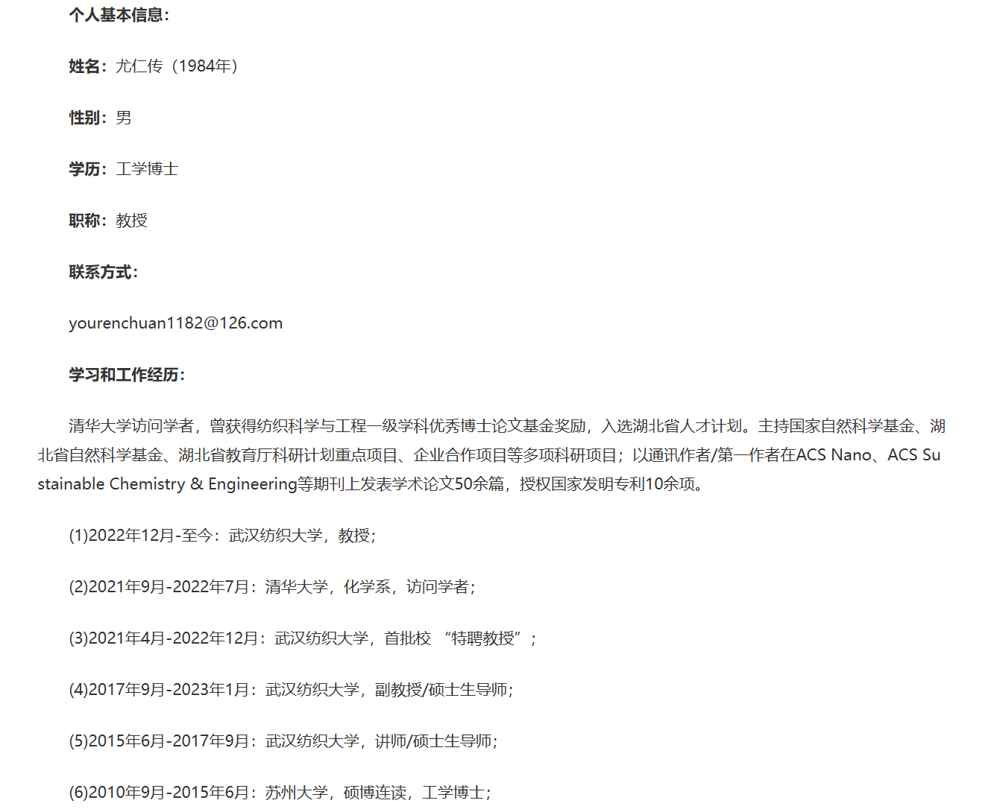 个人基本信息：
姓名：尤仁传（1984年）
性别：男
学历：工学博士
职称：教授
联系方式：
yourenchuan1182@126.com
学习和工作经历：
清华大学访问学者，曾获得纺织科学与工程一级学科优秀博士论文基金奖励，入选湖北省人才计划。主持国家自然科学基金、湖
北省自然科学基金、湖北省教育厅科研计划重点项目、企业合作项目等多项科研项目；以通讯作者/第一作者在ACS Nano、ACS Su
stainable Chemistry & Engineering等期刊上发表学术论文50余篇，授权国家发明专利10余项。
(1)2022年12月-至今：武汉纺织大学，教授；
(2)2021年9月-2022年7月：清华大学，化学系，访问学者；
(3)2021年4月-2022年12月：武汉纺织大学，首批校 “特聘教授”；
(4)2017年9月-2023年1月：武汉纺织大学，副教授/硕士生导师；
(5)2015年6月-2017年9月：武汉纺织大学，讲师/硕士生导师；
(6)2010年9月-2015年6月：苏州大学，硕博连读，工学博士；